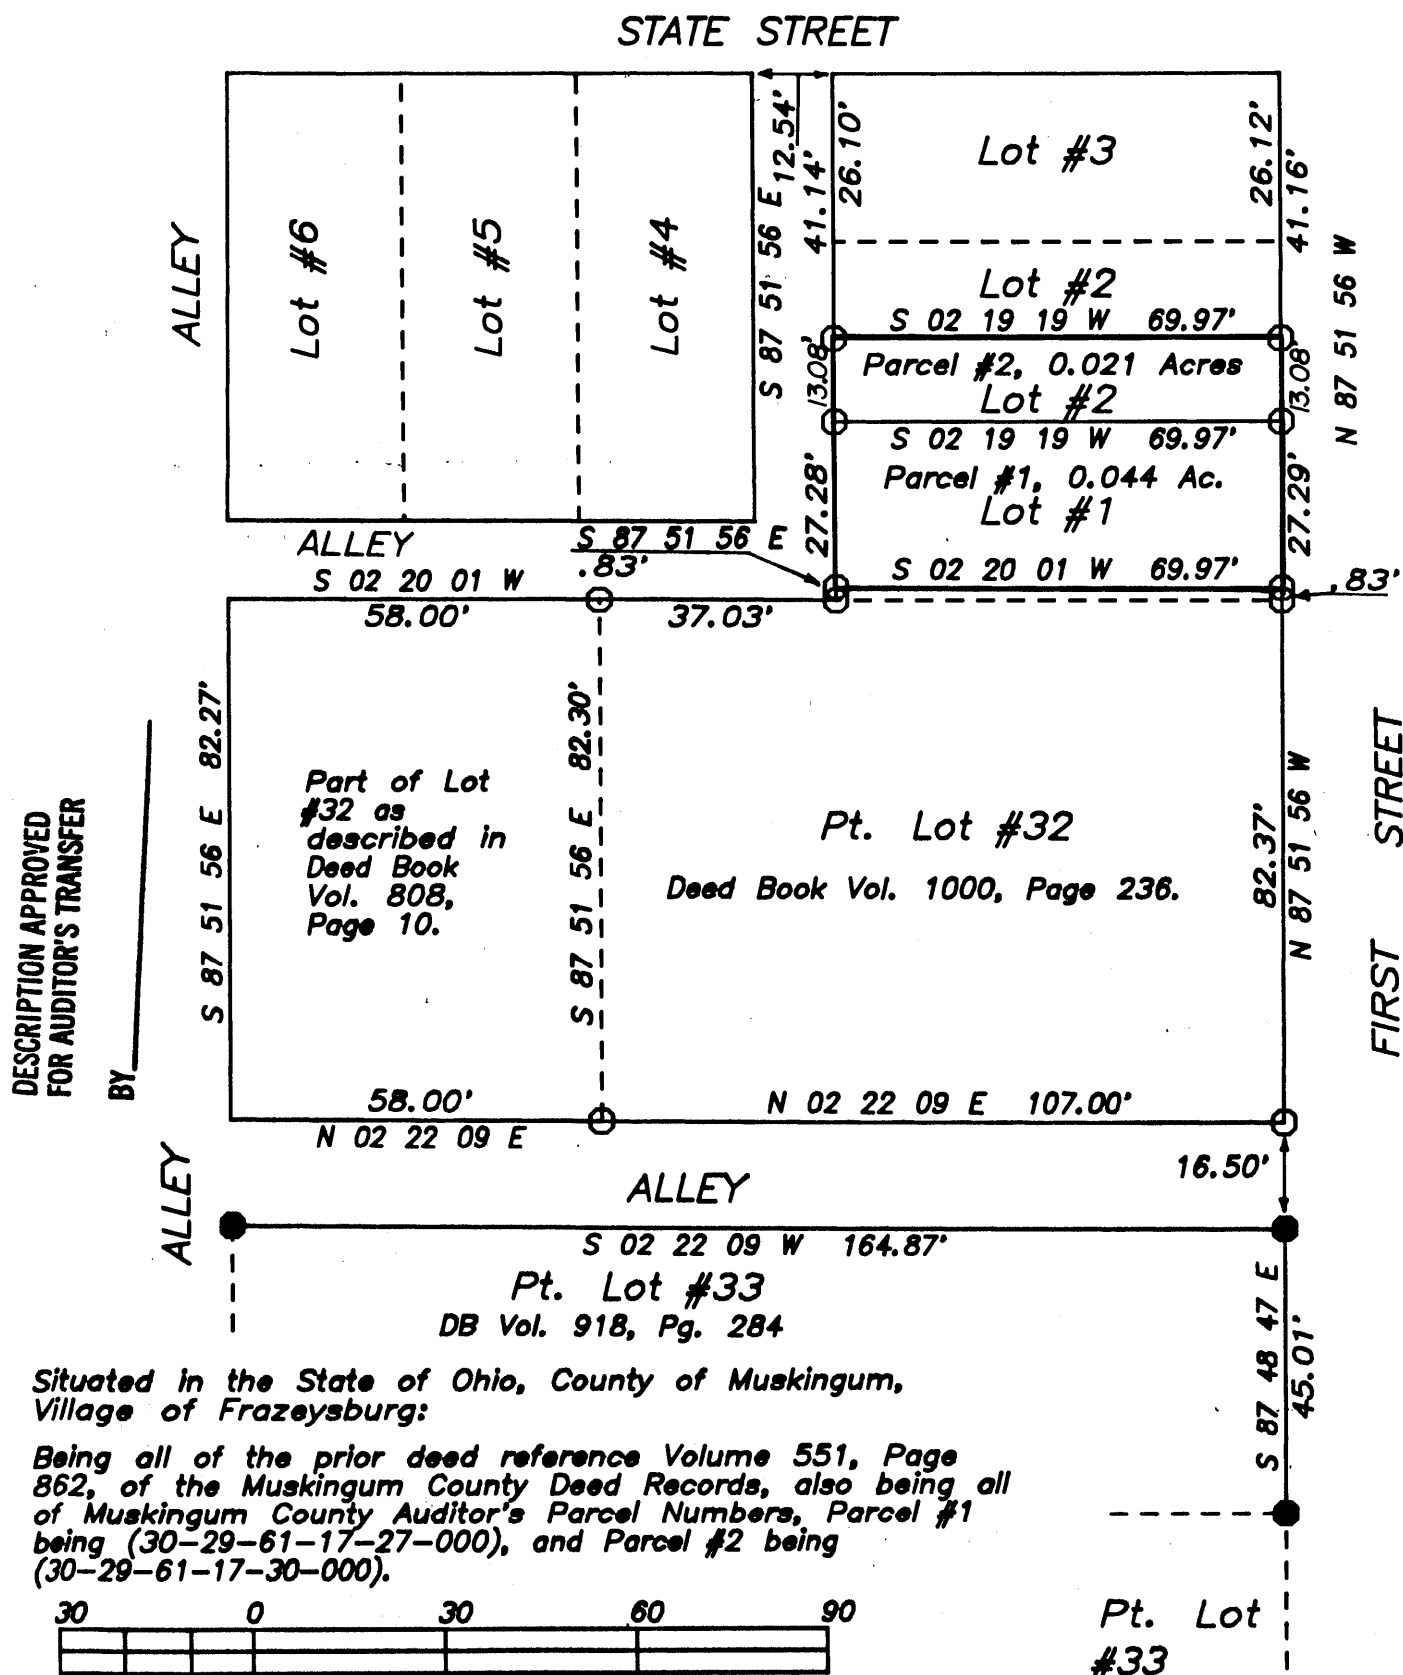 STATE STREET
12.54'
26.10'
41.14'
S 87 51 56 E
Lot #3
26.12'
41.16'
N 87 51 56 W
ALLEY
Lot #6
Lot #5
Lot #4
Lot #2
S 02 19 19 W 69.97'
13.08'
Parcel #2, 0.021 Acres
Lot #2
13.08'
S 02 19 19 W 69.97'
27.28'
Parcel #1, 0.044 Ac.
Lot #1
27.29'
ALLEY
S 87 51 56 E
.83'
S 02 20 01 W 69.97'
.83'
S 02 20 01 W
58.00'
37.03'
S 87 51 56 E 82.27'
S 87 51 56 E 82.30'
Part of Lot
#32 as
described in
Deed Book
Vol. 808,
Page 10.
Pt. Lot #32
Deed Book Vol. 1000, Page 236.
82.37'
N 87 51 56 W
FIRST STREET
DESCRIPTION APPROVED
FOR AUDITOR'S TRANSFER
BY
58.00'
N 02 22 09 E
N 02 22 09 E 107.00'
16.50'
ALLEY
ALLEY
S 02 22 09 W 164.87'
Pt. Lot #33
DB Vol. 918, Pg. 284
S 87 48 47 E
45.01'
Situated in the State of Ohio, County of Muskingum,
Village of Frazeysburg:
Being all of the prior deed reference Volume 551, Page
862, of the Muskingum County Deed Records, also being all
of Muskingum County Auditor's Parcel Numbers, Parcel #1
being (30-29-61-17-27-000), and Parcel #2 being
(30-29-61-17-30-000).
30 0 30 60 90
Pt. Lot
#33